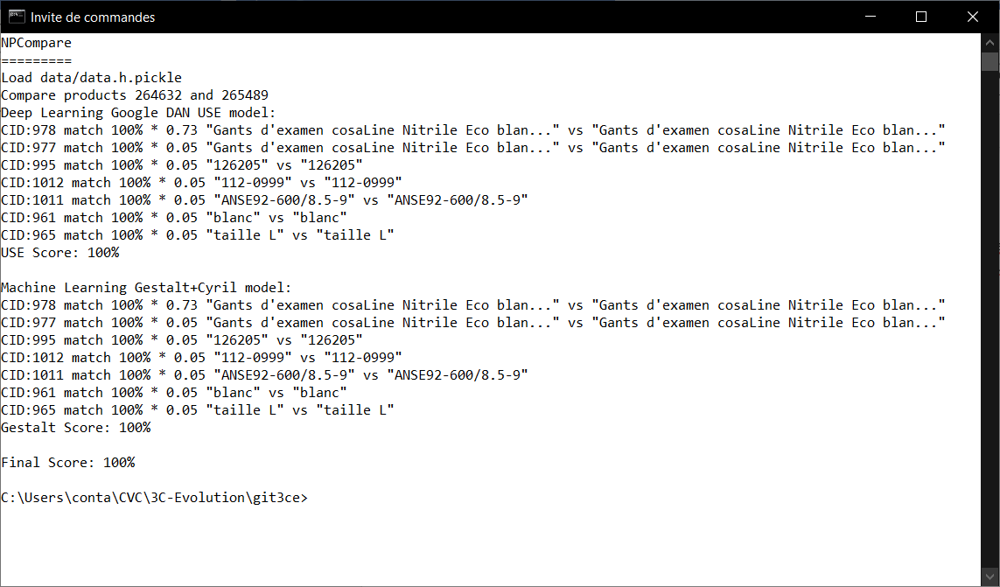 Invite de commandes
NPCompare
=========
Load data/data.h.pickle
Compare products 264632 and 265489
Deep Learning Google DAN USE model:
CID:978 match 100% * 0.73 "Gants d'examen cosaLine Nitrile Eco blan..." vs "Gants d'examen cosaLine Nitrile Eco blan..."
CID:977 match 100% * 0.05 "Gants d'examen cosaLine Nitrile Eco blan..." vs "Gants d'examen cosaLine Nitrile Eco blan..."
CID:995 match 100% * 0.05 "126205" vs "126205"
CID:1012 match 100% * 0.05 "112-0999" vs "112-0999"
CID:1011 match 100% * 0.05 "ANSE92-600/8.5-9" vs "ANSE92-600/8.5-9"
CID:961 match 100% * 0.05 "blanc" vs "blanc"
CID:965 match 100% * 0.05 "taille L" vs "taille L"
USE Score: 100%
Machine Learning Gestalt+Cyril model:
CID:978 match 100% * 0.73 "Gants d'examen cosaLine Nitrile Eco blan..." vs "Gants d'examen cosaLine Nitrile Eco blan..."
CID:977 match 100% * 0.05 "Gants d'examen cosaLine Nitrile Eco blan..." vs "Gants d'examen cosaLine Nitrile Eco blan..."
CID:995 match 100% * 0.05 "126205" vs "126205"
CID:1012 match 100% * 0.05 "112-0999" vs "112-0999"
CID:1011 match 100% * 0.05 "ANSE92-600/8.5-9" vs "ANSE92-600/8.5-9"
CID:961 match 100% * 0.05 "blanc" vs "blanc"
CID:965 match 100% * 0.05 "taille L" vs "taille L"
Gestalt Score: 100%
Final Score: 100%
C:\Users\conta\CVC\3C-Evolution\git3ce>